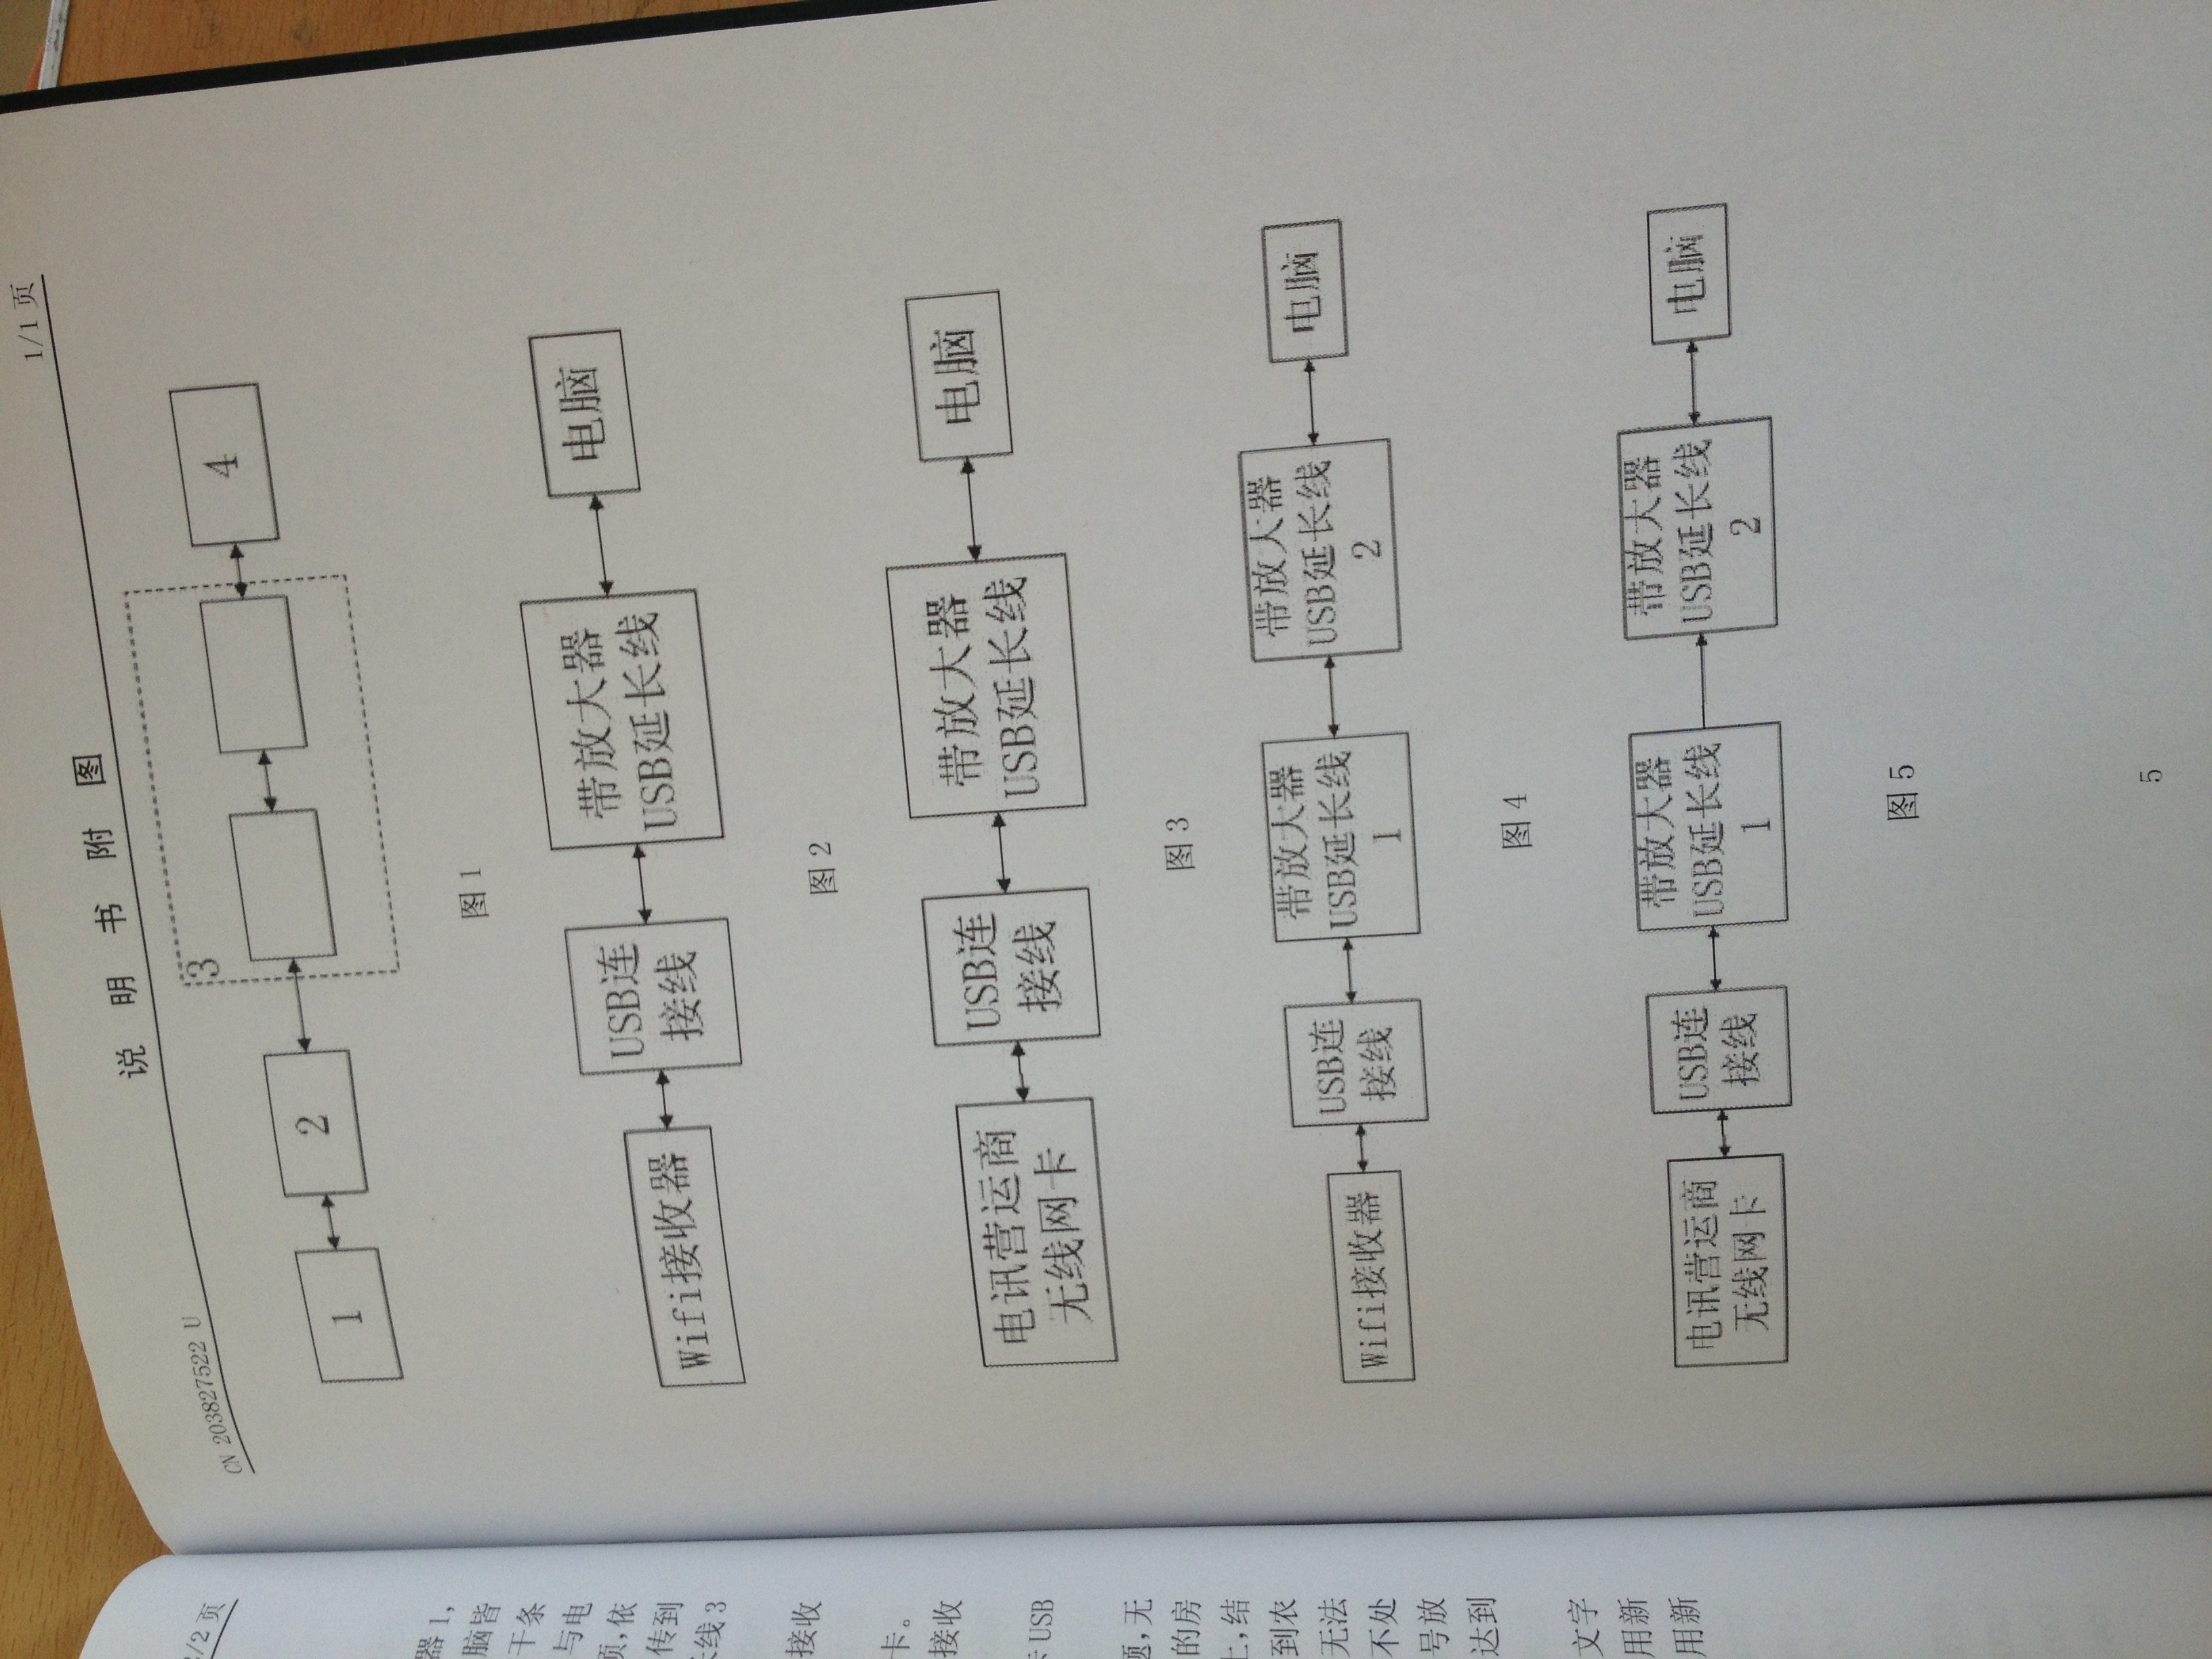 2/2 页
器 1,
脑皆
干条
与电
页,依
传到
长线 3
接收
卡。
接收
卡 USB
题,无
的房
上,结
到农
无法
不处
号放
达到
文字
用新
用新
1/1 页
说 明 书 附 图
CN 203827522 U
1
2
3
4
图 1
Wifi接收器
USB连
接线
带放大器
USB延长线
电脑
图 2
电讯营运商
无线网卡
USB连
接线
带放大器
USB延长线
电脑
图 3
Wifi接收器
USB连
接线
带放大器
USB延长线
1
带放大器
USB延长线
2
电脑
图 4
电讯营运商
无线网卡
USB连
接线
带放大器
USB延长线
1
带放大器
USB延长线
2
电脑
图 5
5